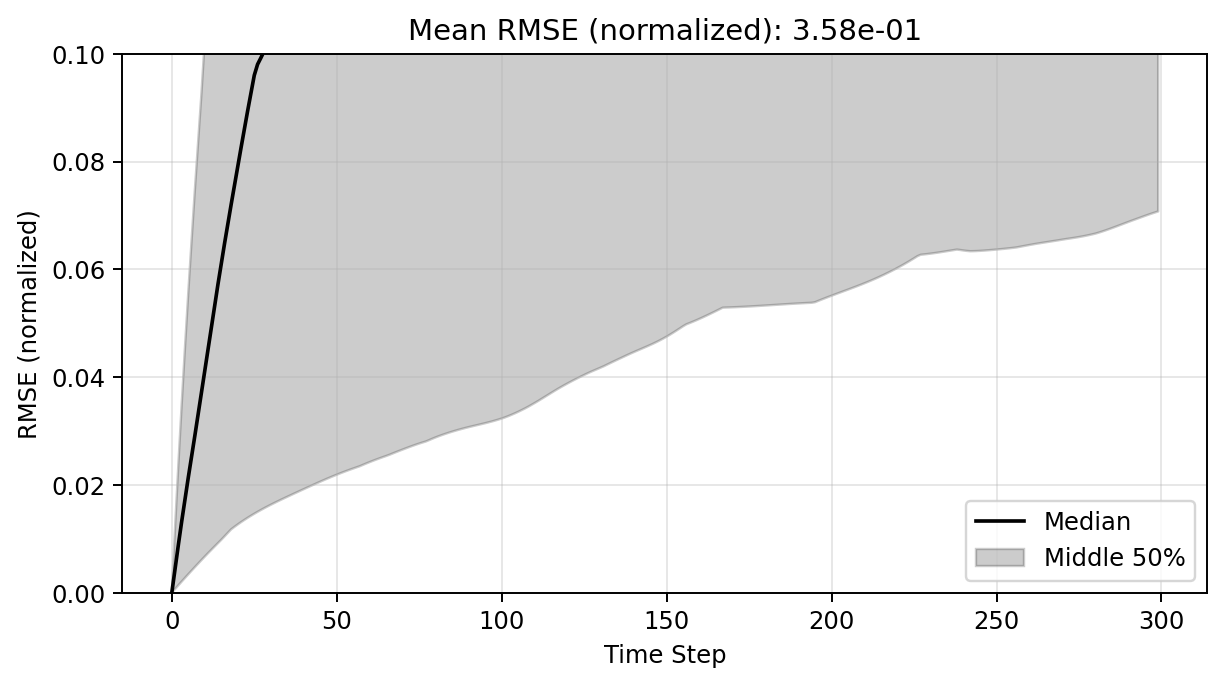 Mean RMSE (normalized): 3.58e-01
0.10
0.08
0.06
0.04
0.02
0.00
RMSE (normalized)
0 50 100 150 200 250 300
Time Step
Median
Middle 50%